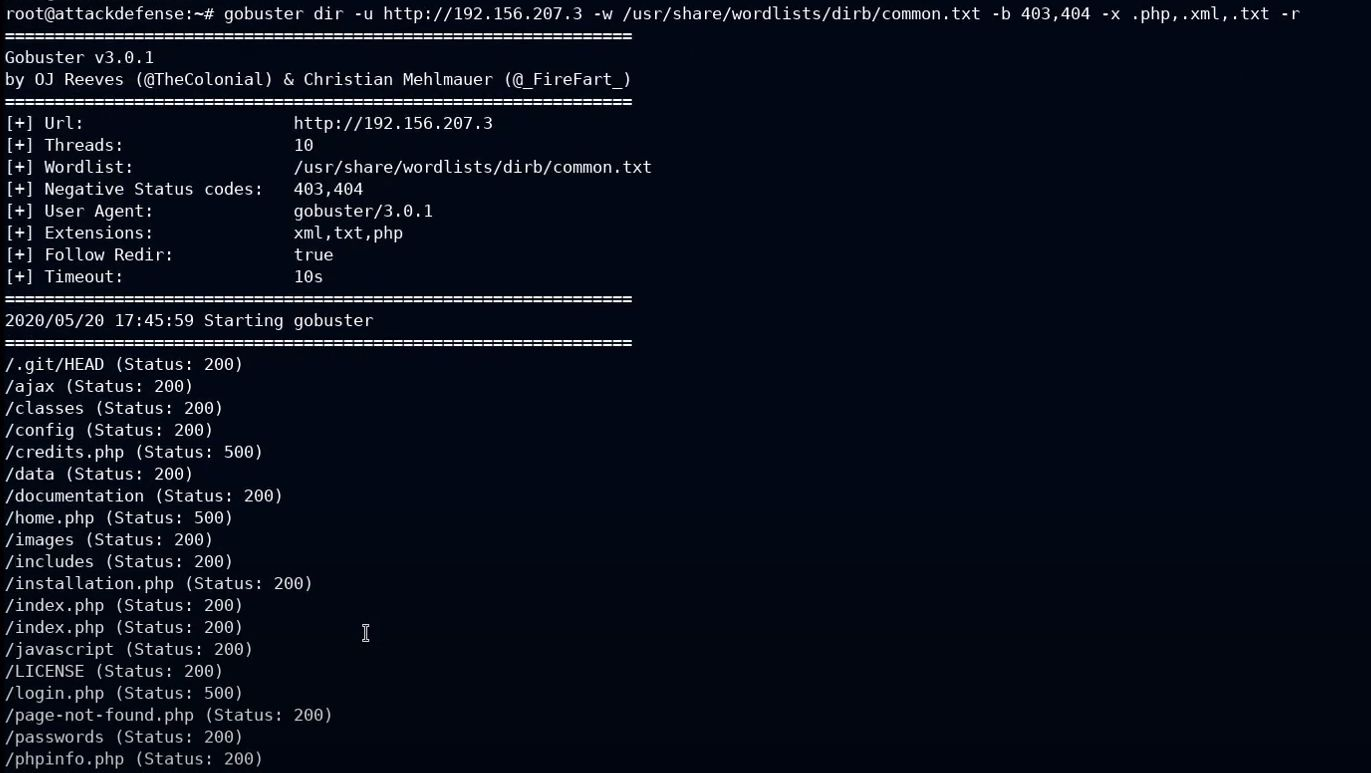 root@attackdefense:~# gobuster dir -u http://192.156.207.3 -w /usr/share/wordlists/dirb/common.txt -b 403,404 -x .php,.xml,.txt -r
===============================================================
Gobuster v3.0.1
by OJ Reeves (@TheColonial) & Christian Mehlmauer (@_FireFart_)
===============================================================
[+] Url:                     http://192.156.207.3
[+] Threads:                 10
[+] Wordlist:                /usr/share/wordlists/dirb/common.txt
[+] Negative Status codes:   403,404
[+] User Agent:              gobuster/3.0.1
[+] Extensions:              xml,txt,php
[+] Follow Redir:            true
[+] Timeout:                 10s
===============================================================
2020/05/20 17:45:59 Starting gobuster
===============================================================
/.git/HEAD (Status: 200)
/ajax (Status: 200)
/classes (Status: 200)
/config (Status: 200)
/credits.php (Status: 500)
/data (Status: 200)
/documentation (Status: 200)
/home.php (Status: 500)
/images (Status: 200)
/includes (Status: 200)
/installation.php (Status: 200)
/index.php (Status: 200)
/index.php (Status: 200)
/javascript (Status: 200)
/LICENSE (Status: 200)
/login.php (Status: 500)
/page-not-found.php (Status: 200)
/passwords (Status: 200)
/phpinfo.php (Status: 200)